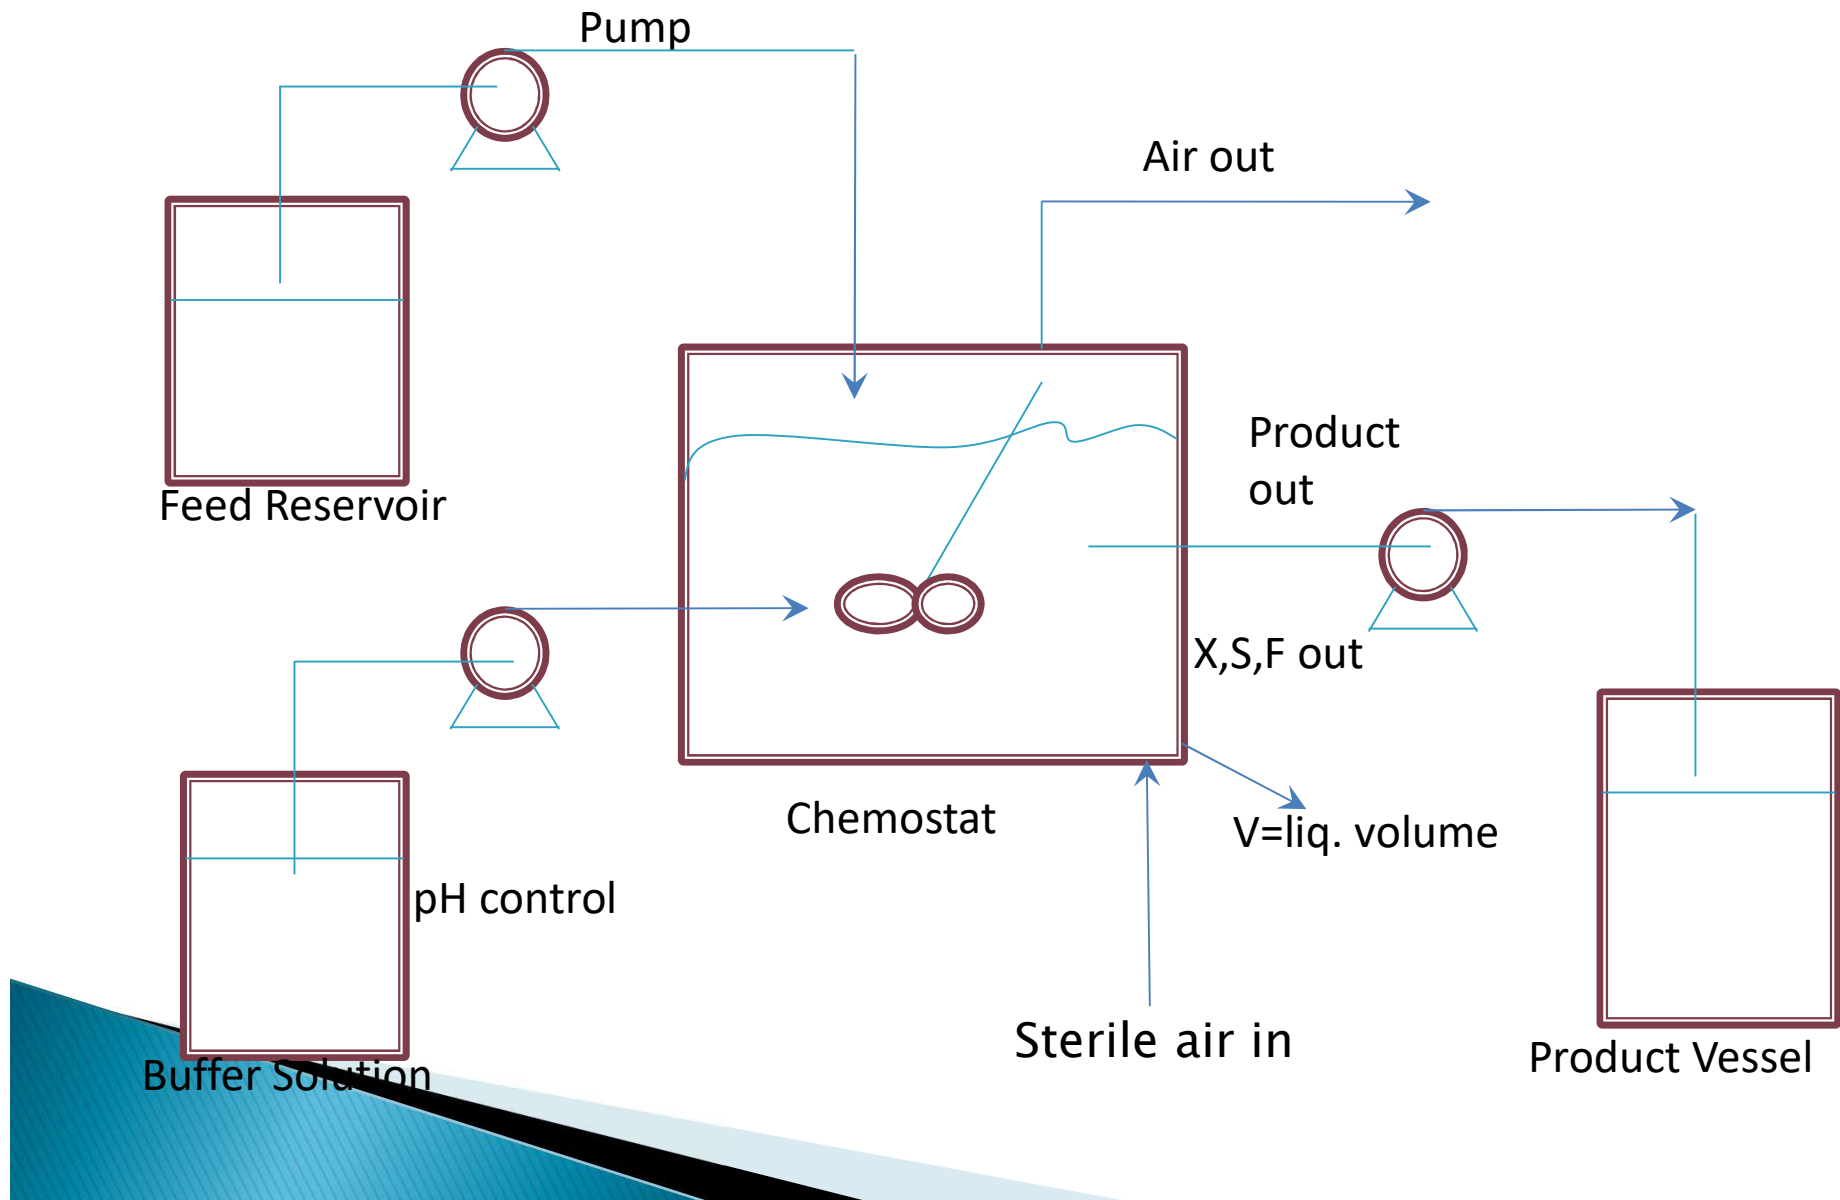 Pump
Air out
Product
out
Feed Reservoir
X,S,F out
Chemostat
V=liq. volume
pH control
Sterile air in
Buffer Solution
Product Vessel